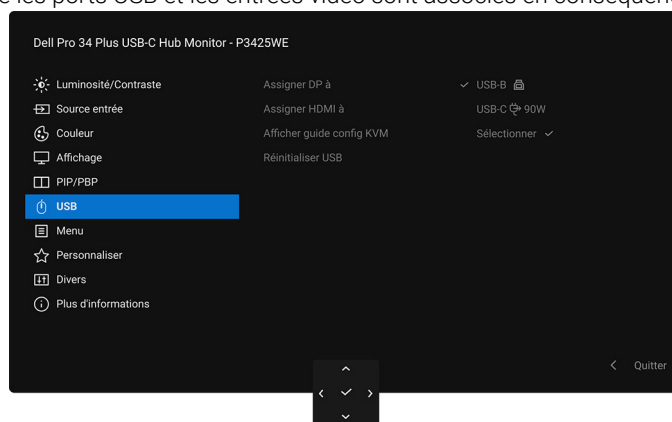 les ports USB et les entrées vidéo sont associés en conséquen
Dell Pro 34 Plus USB-C Hub Monitor - P3425WE
Luminosité/Contraste Assigner DP à ✓ USB-B
Source entrée Assigner HDMI à USB-C 90W
Couleur Afficher guide config KVM Sélectionner ✓
Affichage Réinitialiser USB
PIP/PBP
USB
Menu
Personnaliser
Divers
Plus d'informations
Quitter